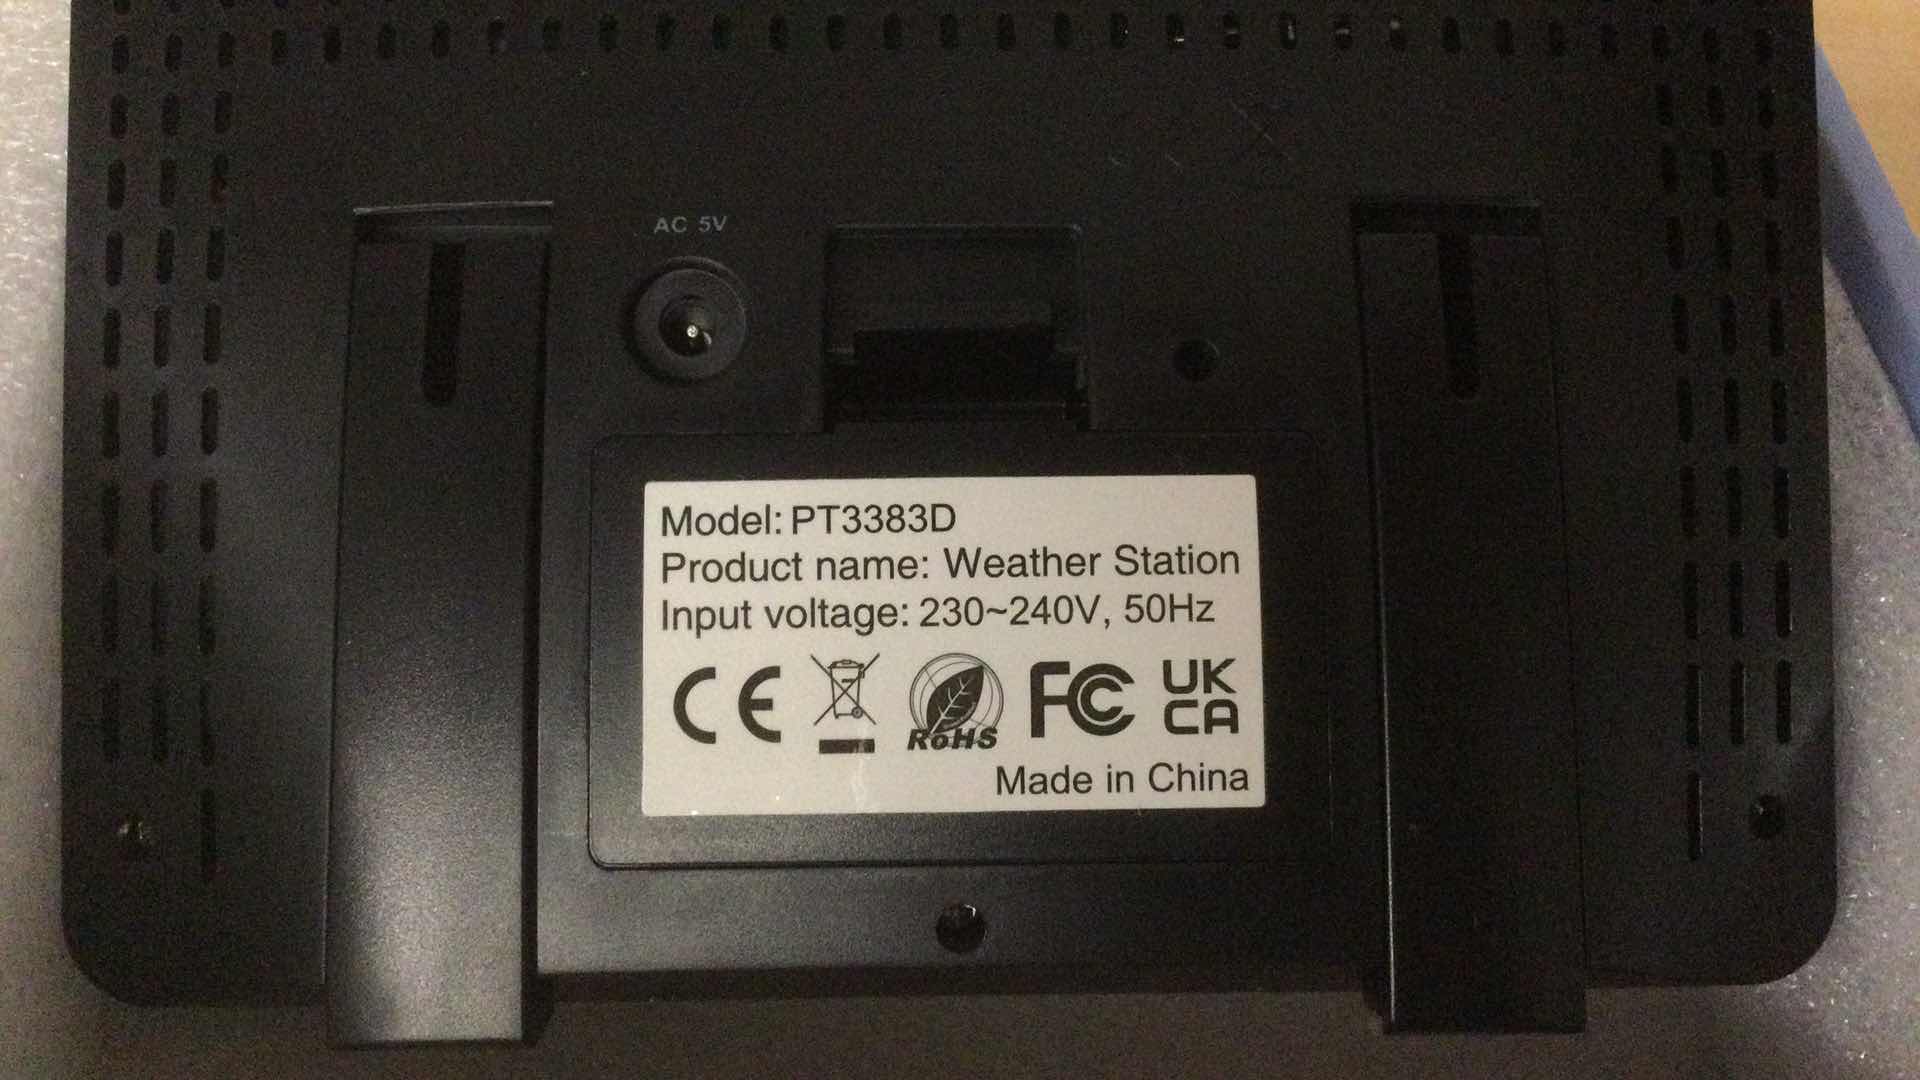 AC 5V
Model: PT3383D
Product name: Weather Station
Input voltage: 230~240V, 50Hz
CE RoHS FC UK CA
Made in China